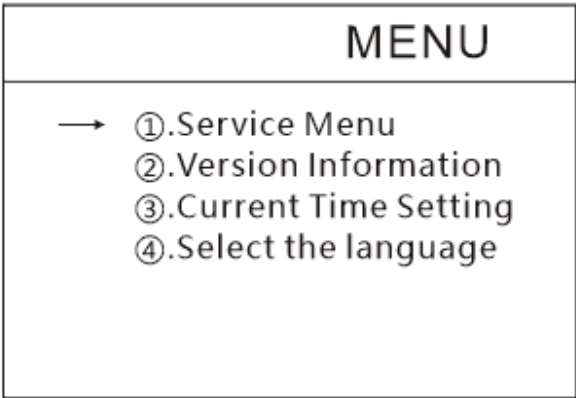 MENU
→ ①.Service Menu
②.Version Information
③.Current Time Setting
④.Select the language